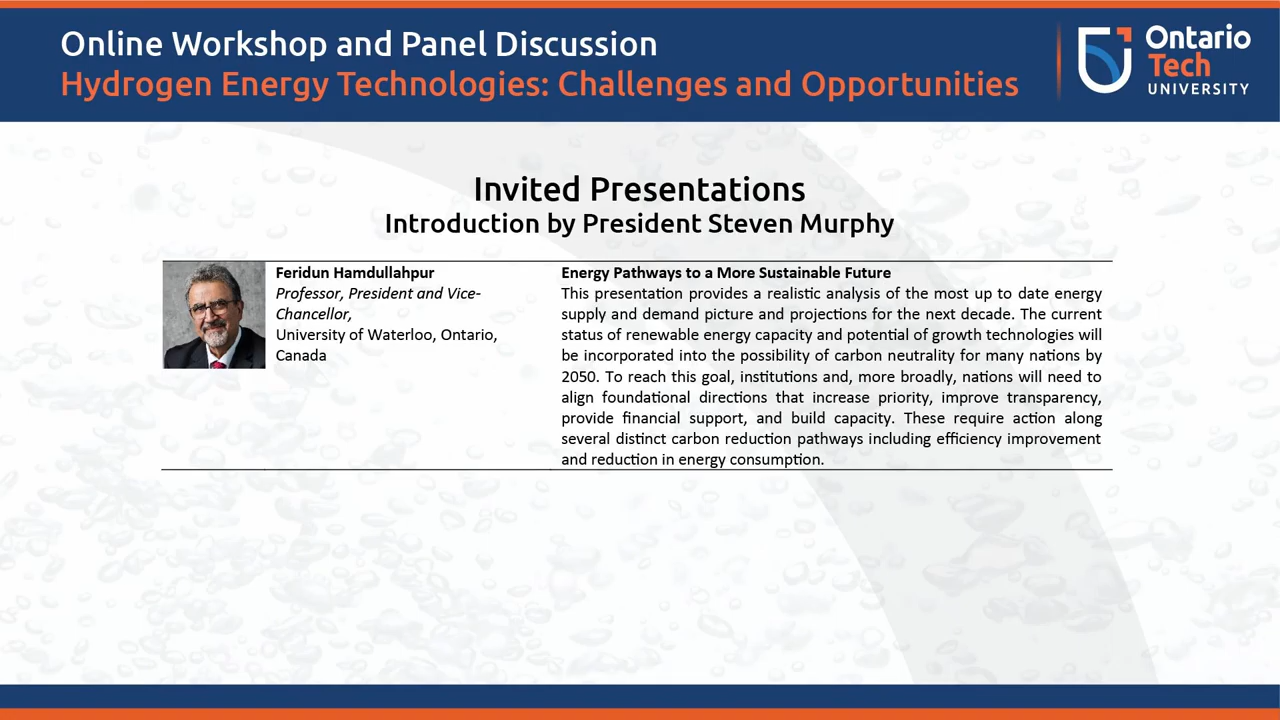 Online Workshop and Panel Discussion
Hydrogen Energy Technologies: Challenges and Opportunities
Ontario
Tech
UNIVERSITY
Invited Presentations
Introduction by President Steven Murphy
Feridun Hamdullahpur
Professor, President and Vice-
Chancellor,
University of Waterloo, Ontario,
Canada
Energy Pathways to a More Sustainable Future
This presentation provides a realistic analysis of the most up to date energy
supply and demand picture and projections for the next decade. The current
status of renewable energy capacity and potential of growth technologies will
be incorporated into the possibility of carbon neutrality for many nations by
2050. To reach this goal, institutions and, more broadly, nations will need to
align foundational directions that increase priority, improve transparency,
provide financial support, and build capacity. These require action along
several distinct carbon reduction pathways including efficiency improvement
and reduction in energy consumption.